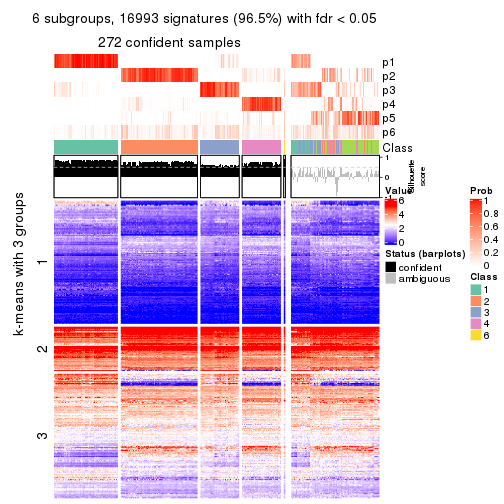 6 subgroups, 16993 signatures (96.5%) with fdr < 0.05
272 confident samples
p1
p2
p3
p4
p5
p6
Class
1
0
Silhouette
score
k-means with 3 groups
1
2
3
Value
6
4
2
0
Status (barplots)
confident
ambiguous
Prob
1
0.8
0.6
0.4
0.2
0
Class
1
2
3
4
6